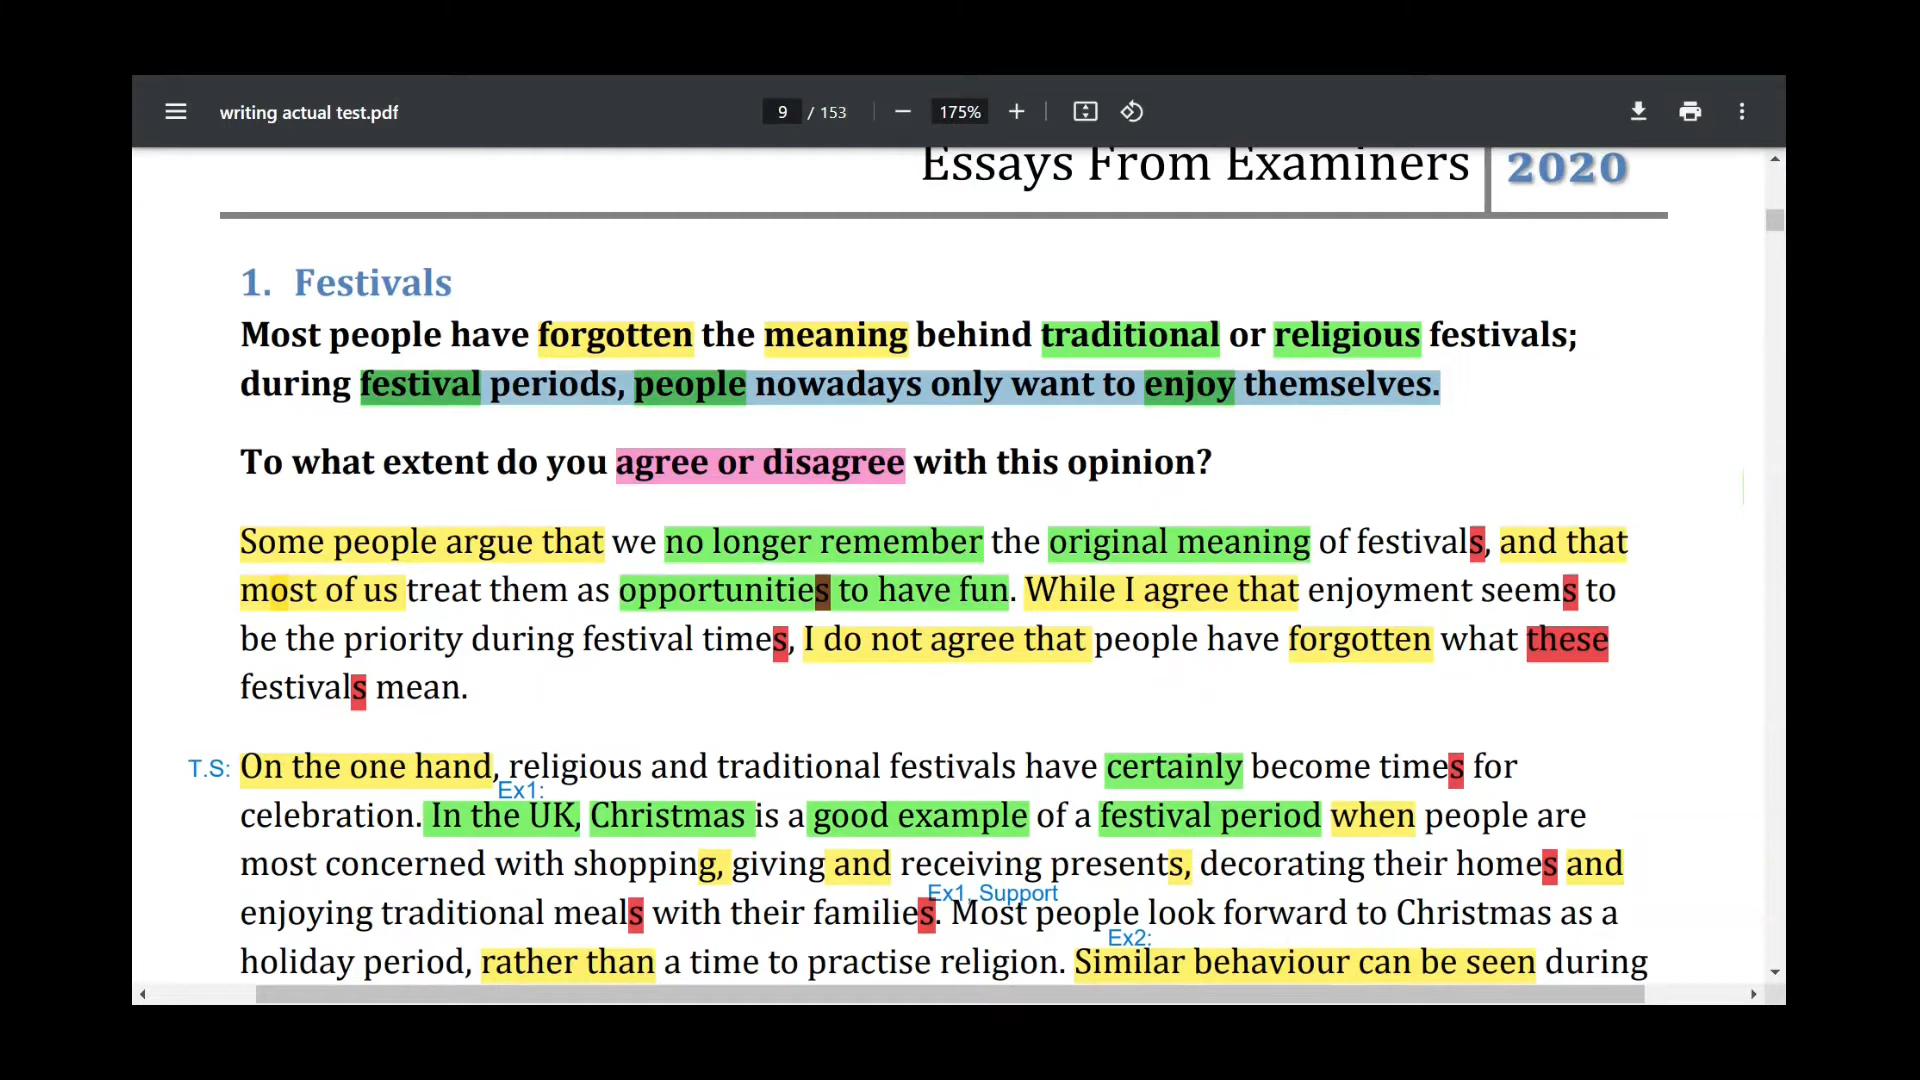 writing actual test.pdf
9 / 153
175%
Essays From Examiners 2020
1. Festivals
Most people have forgotten the meaning behind traditional or religious festivals;
during festival periods, people nowadays only want to enjoy themselves.
To what extent do you agree or disagree with this opinion?
Some people argue that we no longer remember the original meaning of festivals, and that
most of us treat them as opportunities to have fun. While I agree that enjoyment seems to
be the priority during festival times, I do not agree that people have forgotten what these
festivals mean.
T.S: On the one hand, religious and traditional festivals have certainly become times for
Ex1:
celebration. In the UK, Christmas is a good example of a festival period when people are
most concerned with shopping, giving and receiving presents, decorating their homes and
Ex1, Support
enjoying traditional meals with their families. Most people look forward to Christmas as a
Ex2:
holiday period, rather than a time to practise religion. Similar behaviour can be seen during